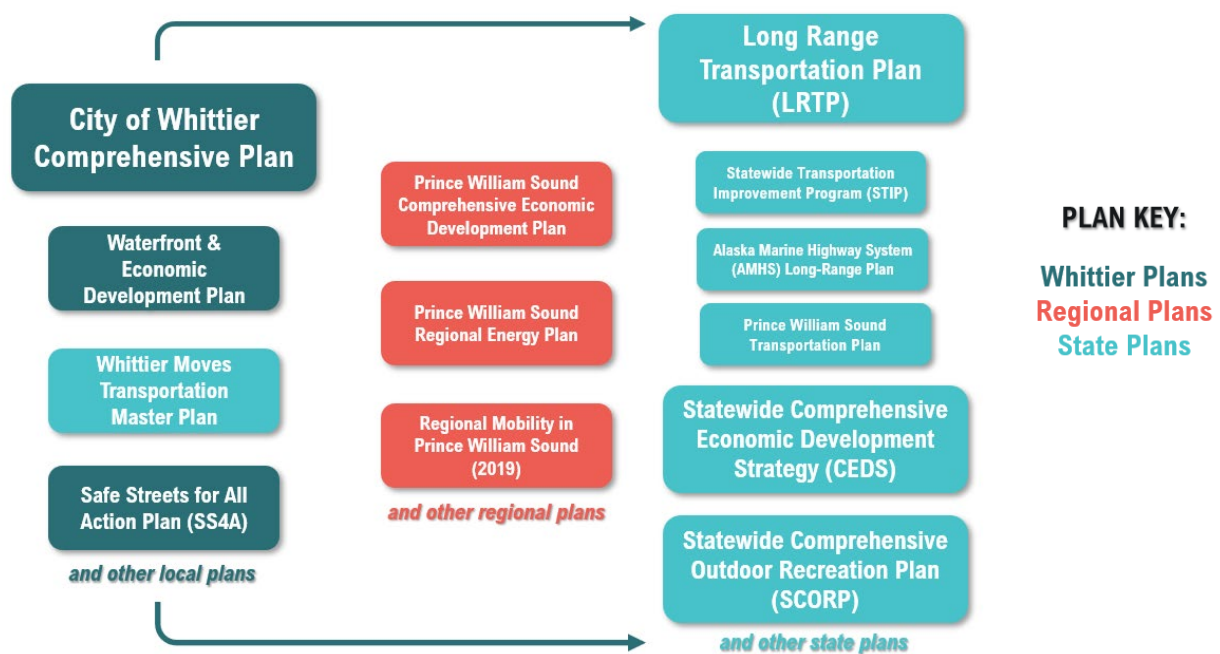 City of Whittier
Comprehensive Plan
Waterfront &
Economic
Development Plan
Whittier Moves
Transportation
Master Plan
Safe Streets for All
Action Plan (SS4A)
and other local plans
Prince William Sound
Comprehensive Economic
Development Plan
Prince William Sound
Regional Energy Plan
Regional Mobility in
Prince William Sound
(2019)
and other regional plans
Long Range
Transportation Plan
(LRTP)
Statewide Transportation
Improvement Program (STIP)
Alaska Marine Highway System
(AMHS) Long-Range Plan
Prince William Sound
Transportation Plan
Statewide Comprehensive
Economic Development
Strategy (CEDS)
Statewide Comprehensive
Outdoor Recreation Plan
(SCORP)
and other state plans
PLAN KEY:
Whittier Plans
Regional Plans
State Plans